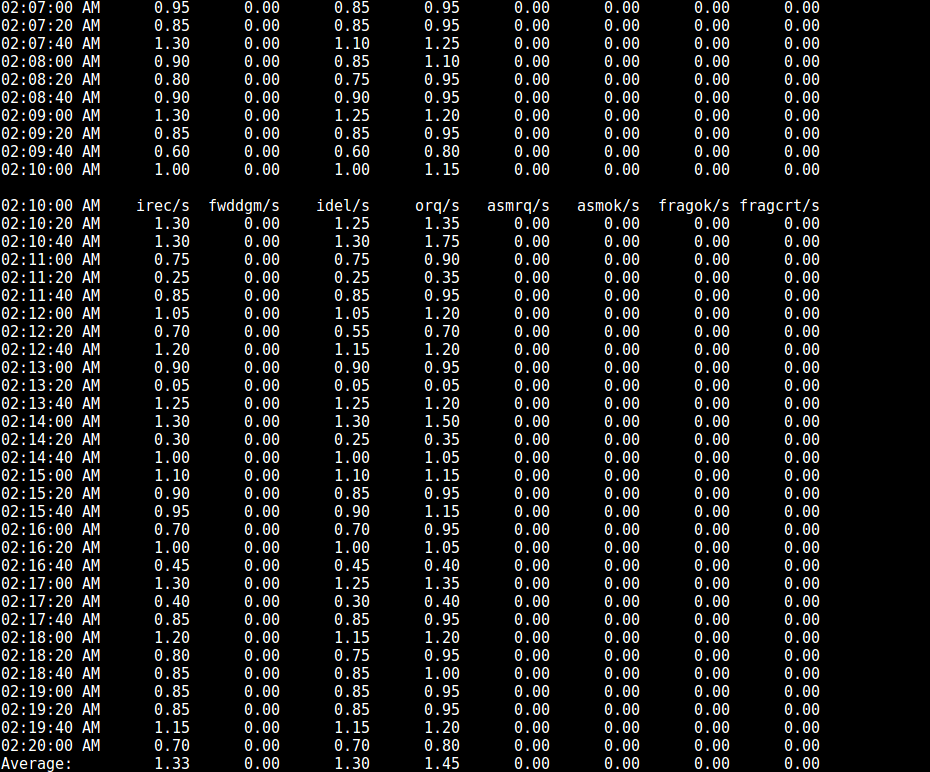 02:07:00 AM 0.95 0.00 0.85 0.95 0.00 0.00 0.00 0.00
02:07:20 AM 0.85 0.00 0.85 0.95 0.00 0.00 0.00 0.00
02:07:40 AM 1.30 0.00 1.10 1.25 0.00 0.00 0.00 0.00
02:08:00 AM 0.90 0.00 0.85 1.10 0.00 0.00 0.00 0.00
02:08:20 AM 0.80 0.00 0.75 0.95 0.00 0.00 0.00 0.00
02:08:40 AM 0.90 0.00 0.90 0.95 0.00 0.00 0.00 0.00
02:09:00 AM 1.30 0.00 1.25 1.20 0.00 0.00 0.00 0.00
02:09:20 AM 0.85 0.00 0.85 0.95 0.00 0.00 0.00 0.00
02:09:40 AM 0.60 0.00 0.60 0.80 0.00 0.00 0.00 0.00
02:10:00 AM 1.00 0.00 1.00 1.15 0.00 0.00 0.00 0.00
02:10:00 AM irec/s fwddgm/s idel/s orq/s asmrq/s asmok/s fragok/s fragcrt/s
02:10:20 AM 1.30 0.00 1.25 1.35 0.00 0.00 0.00 0.00
02:10:40 AM 1.30 0.00 1.30 1.75 0.00 0.00 0.00 0.00
02:11:00 AM 0.75 0.00 0.75 0.90 0.00 0.00 0.00 0.00
02:11:20 AM 0.25 0.00 0.25 0.35 0.00 0.00 0.00 0.00
02:11:40 AM 0.85 0.00 0.85 0.95 0.00 0.00 0.00 0.00
02:12:00 AM 1.05 0.00 1.05 1.20 0.00 0.00 0.00 0.00
02:12:20 AM 0.70 0.00 0.55 0.70 0.00 0.00 0.00 0.00
02:12:40 AM 1.20 0.00 1.15 1.20 0.00 0.00 0.00 0.00
02:13:00 AM 0.90 0.00 0.90 0.95 0.00 0.00 0.00 0.00
02:13:20 AM 0.05 0.00 0.05 0.05 0.00 0.00 0.00 0.00
02:13:40 AM 1.25 0.00 1.25 1.20 0.00 0.00 0.00 0.00
02:14:00 AM 1.30 0.00 1.30 1.50 0.00 0.00 0.00 0.00
02:14:20 AM 0.30 0.00 0.25 0.35 0.00 0.00 0.00 0.00
02:14:40 AM 1.00 0.00 1.00 1.05 0.00 0.00 0.00 0.00
02:15:00 AM 1.10 0.00 1.10 1.15 0.00 0.00 0.00 0.00
02:15:20 AM 0.90 0.00 0.85 0.95 0.00 0.00 0.00 0.00
02:15:40 AM 0.95 0.00 0.90 1.15 0.00 0.00 0.00 0.00
02:16:00 AM 0.70 0.00 0.70 0.95 0.00 0.00 0.00 0.00
02:16:20 AM 1.00 0.00 1.00 1.05 0.00 0.00 0.00 0.00
02:16:40 AM 0.45 0.00 0.45 0.40 0.00 0.00 0.00 0.00
02:17:00 AM 1.30 0.00 1.25 1.35 0.00 0.00 0.00 0.00
02:17:20 AM 0.40 0.00 0.30 0.40 0.00 0.00 0.00 0.00
02:17:40 AM 0.85 0.00 0.85 0.95 0.00 0.00 0.00 0.00
02:18:00 AM 1.20 0.00 1.15 1.20 0.00 0.00 0.00 0.00
02:18:20 AM 0.80 0.00 0.75 0.95 0.00 0.00 0.00 0.00
02:18:40 AM 0.85 0.00 0.85 1.00 0.00 0.00 0.00 0.00
02:19:00 AM 0.85 0.00 0.85 0.95 0.00 0.00 0.00 0.00
02:19:20 AM 0.85 0.00 0.85 0.95 0.00 0.00 0.00 0.00
02:19:40 AM 1.15 0.00 1.15 1.20 0.00 0.00 0.00 0.00
02:20:00 AM 0.70 0.00 0.70 0.80 0.00 0.00 0.00 0.00
Average: 1.33 0.00 1.30 1.45 0.00 0.00 0.00 0.00